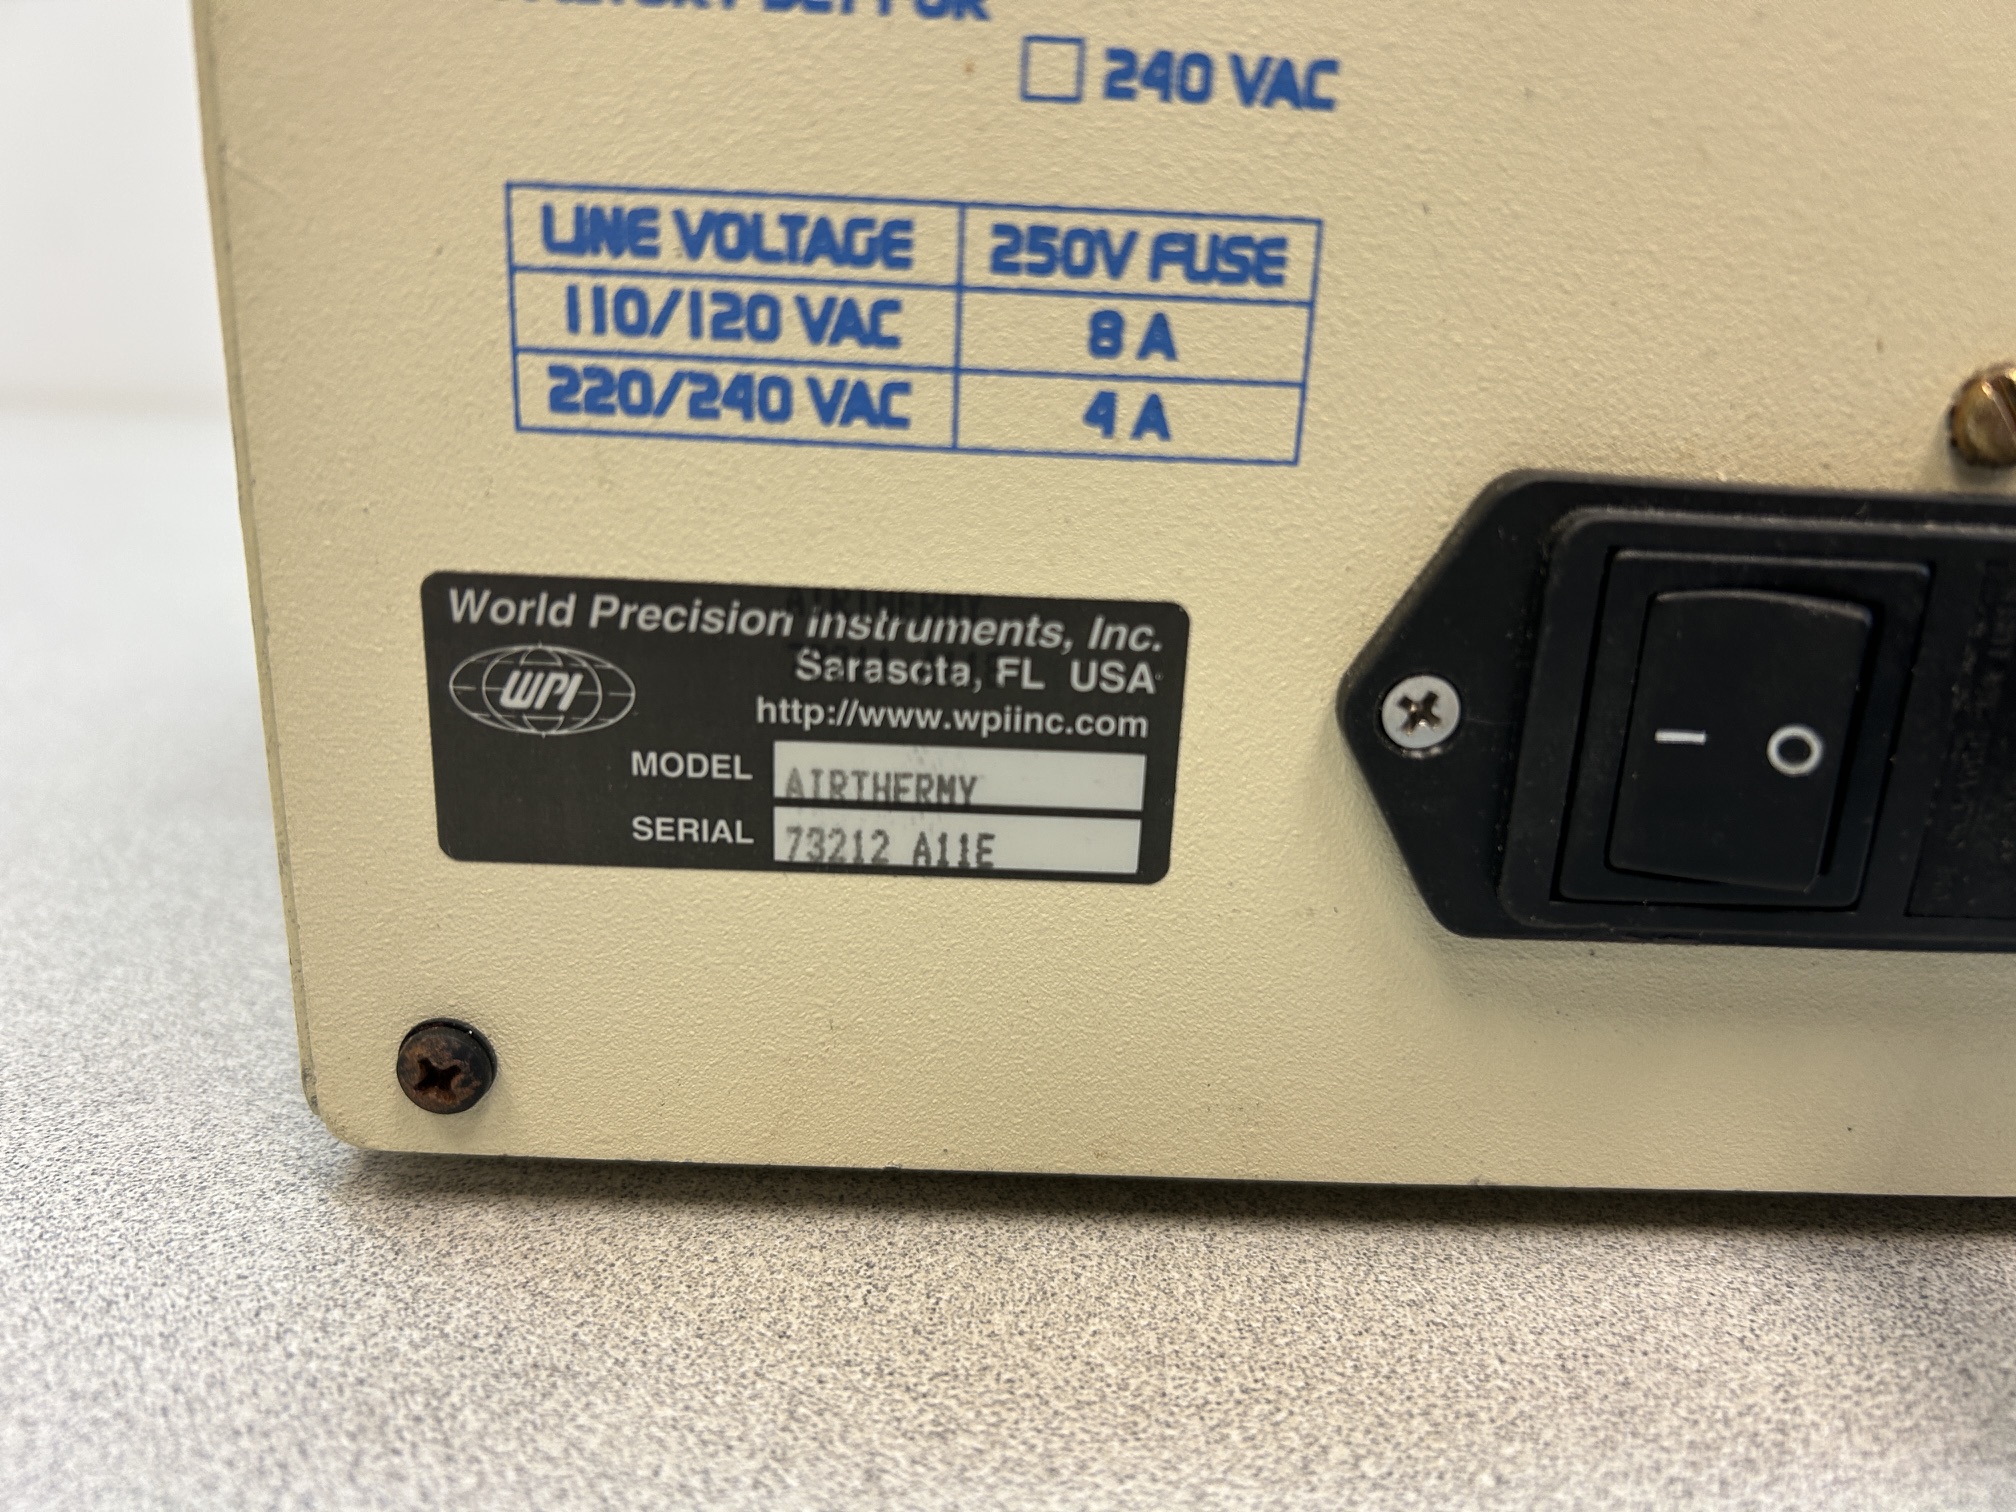 240 VAC
LINE VOLTAGE 250V FUSE
110/120 VAC 8 A
220/240 VAC 4 A
World Precision Instruments, Inc.
Sarasota, FL USA
WPI
http://www.wpiinc.com
MODEL AIRTHERMY
SERIAL 73212 A11E
I O